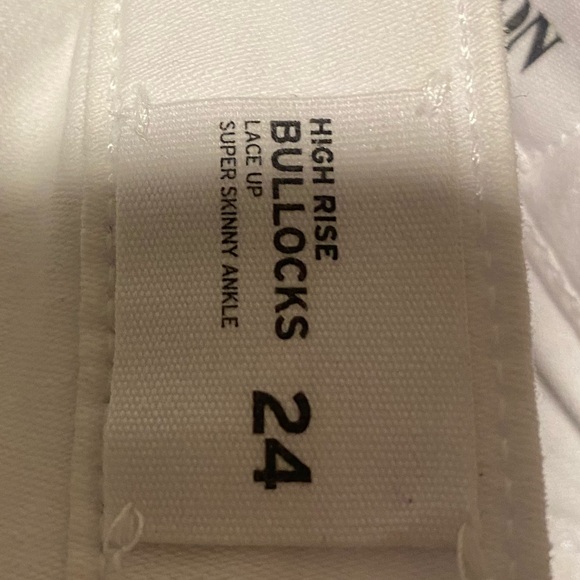 HIGH RISE
BULLOCKS
LACE UP
SUPER SKINNY ANKLE
24